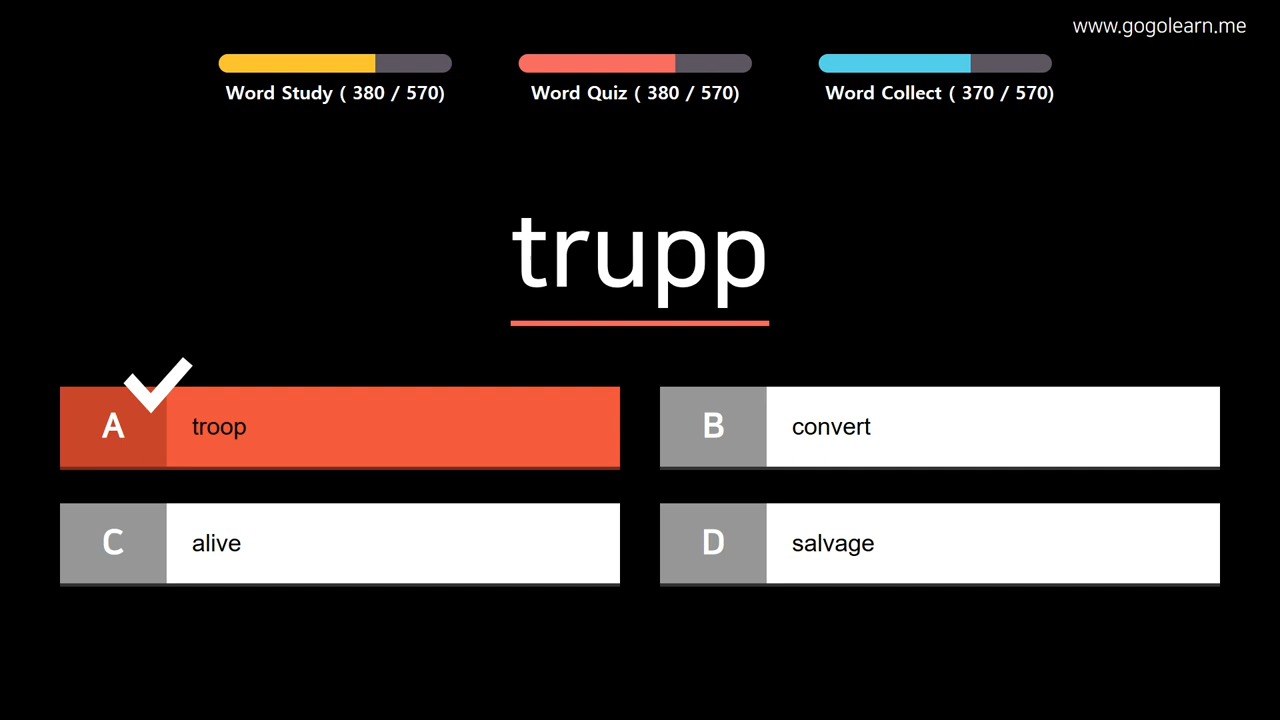 www.gogolearn.me
Word Study ( 380 / 570)
Word Quiz ( 380 / 570)
Word Collect ( 370 / 570)
trupp
A troop
B convert
C alive
D salvage